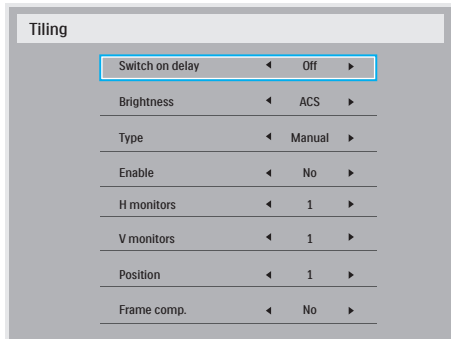 Tiling
Switch on delay Off
Brightness ACS
Type Manual
Enable No
H monitors 1
V monitors 1
Position 1
Frame comp. No